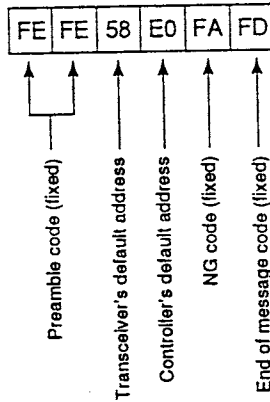 FE FE 58 E0 FA FD
Preamble code (fixed)
Transceiver's default address
Controller's default address
NG code (fixed)
End of message code (fixed)